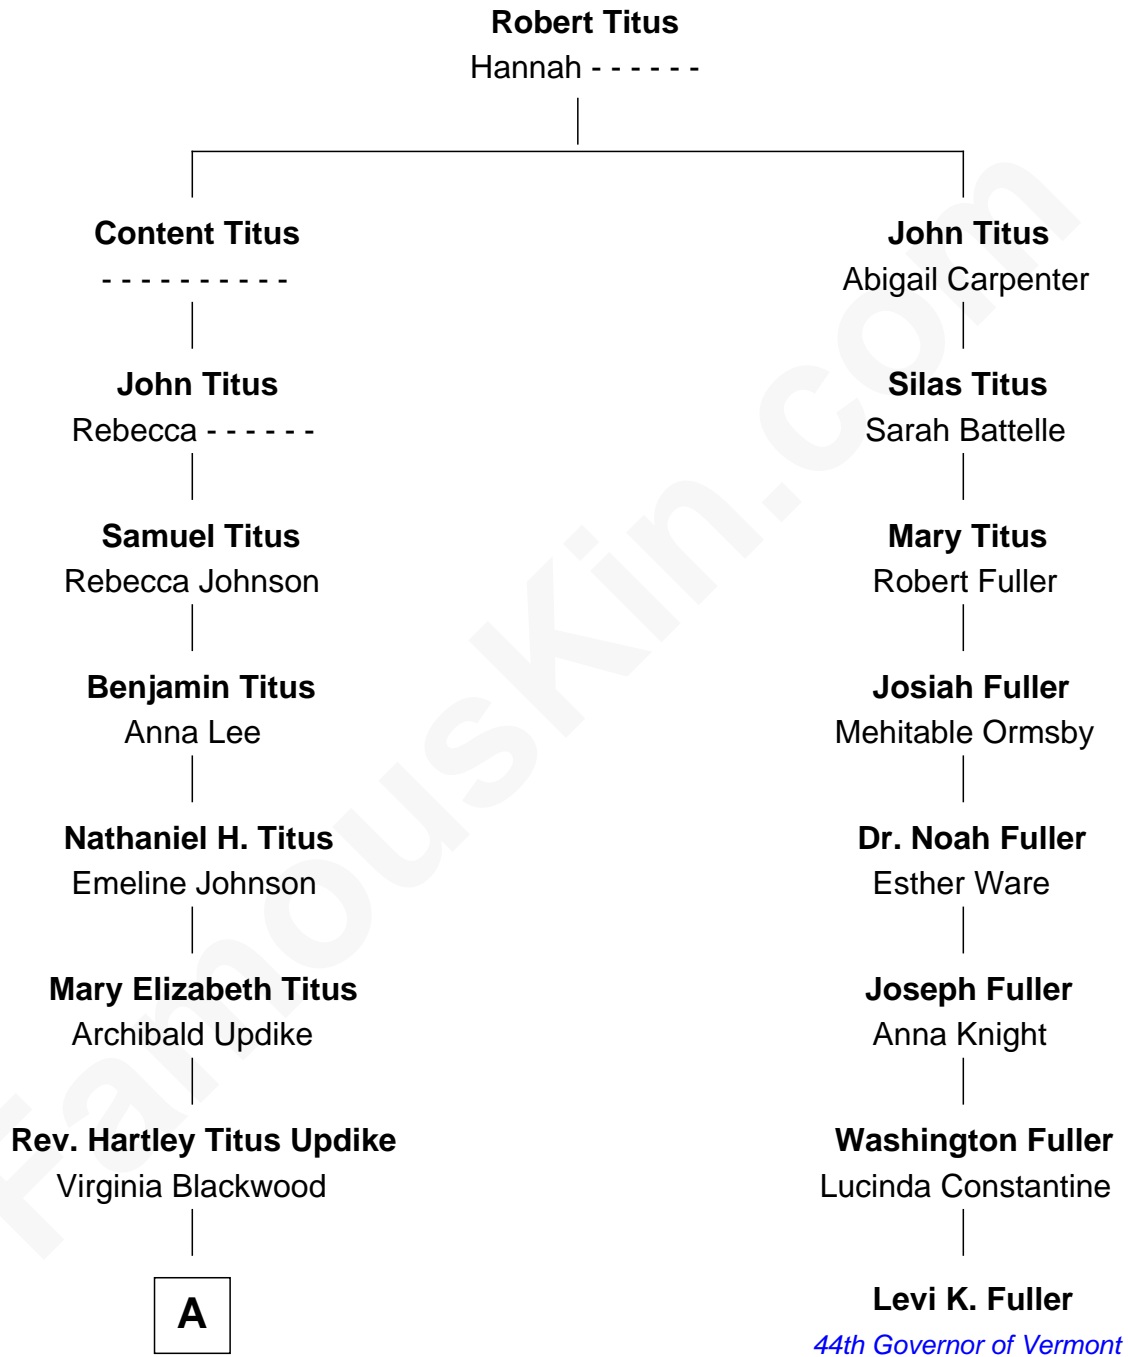 Robert Titus
Hannah - - - - - -
Content Titus
- - - - - - - - - -
John Titus
Rebecca - - - - - -
Samuel Titus
Rebecca Johnson
Benjamin Titus
Anna Lee
Nathaniel H. Titus
Emeline Johnson
Mary Elizabeth Titus
Archibald Updike
Rev. Hartley Titus Updike
Virginia Blackwood
A
John Titus
Abigail Carpenter
Silas Titus
Sarah Battelle
Mary Titus
Robert Fuller
Josiah Fuller
Mehitable Ormsby
Dr. Noah Fuller
Esther Ware
Joseph Fuller
Anna Knight
Washington Fuller
Lucinda Constantine
Levi K. Fuller
44th Governor of Vermont
FamousKin.com